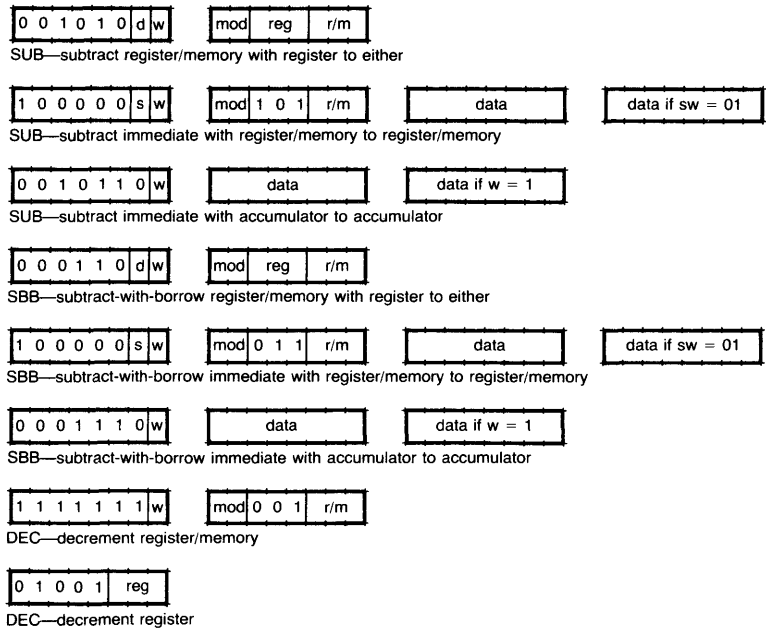 0 0 1 0 1 0 d w mod reg r/m
SUB—subtract register/memory with register to either
1 0 0 0 0 0 s w mod 1 0 1 r/m data data if sw = 01
SUB—subtract immediate with register/memory to register/memory
0 0 1 0 1 1 0 w data data if w = 1
SUB—subtract immediate with accumulator to accumulator
0 0 0 1 1 0 d w mod reg r/m
SBB—subtract-with-borrow register/memory with register to either
1 0 0 0 0 0 s w mod 0 1 1 r/m data data if sw = 01
SBB—subtract-with-borrow immediate with register/memory to register/memory
0 0 0 1 1 1 0 w data data if w = 1
SBB—subtract-with-borrow immediate with accumulator to accumulator
1 1 1 1 1 1 1 w mod 0 0 1 r/m
DEC—decrement register/memory
0 1 0 0 1 reg
DEC—decrement register